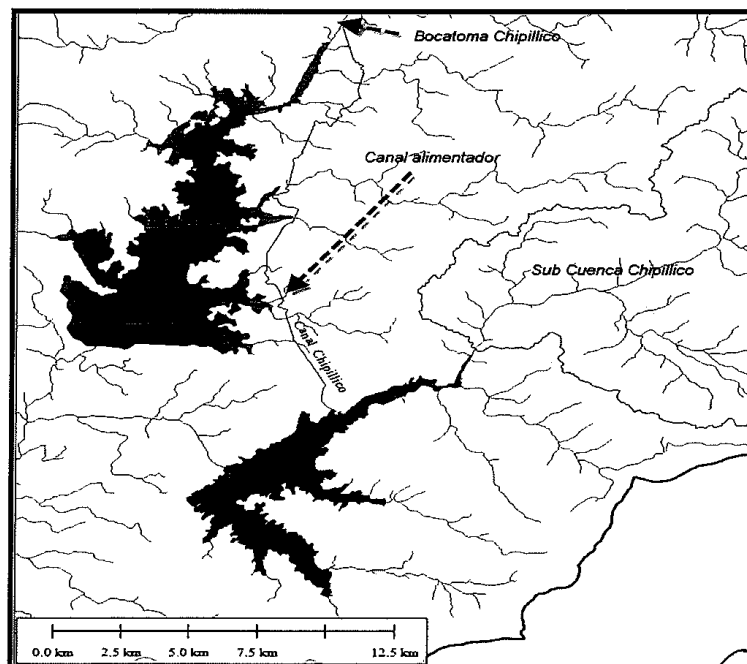 Bocatoma Chipillico
Canal alimentador
Sub Cuenca Chipillico
Canal Chipillico
0.0 km 2.5 km 5.0 km 7.5 km 12.5 km